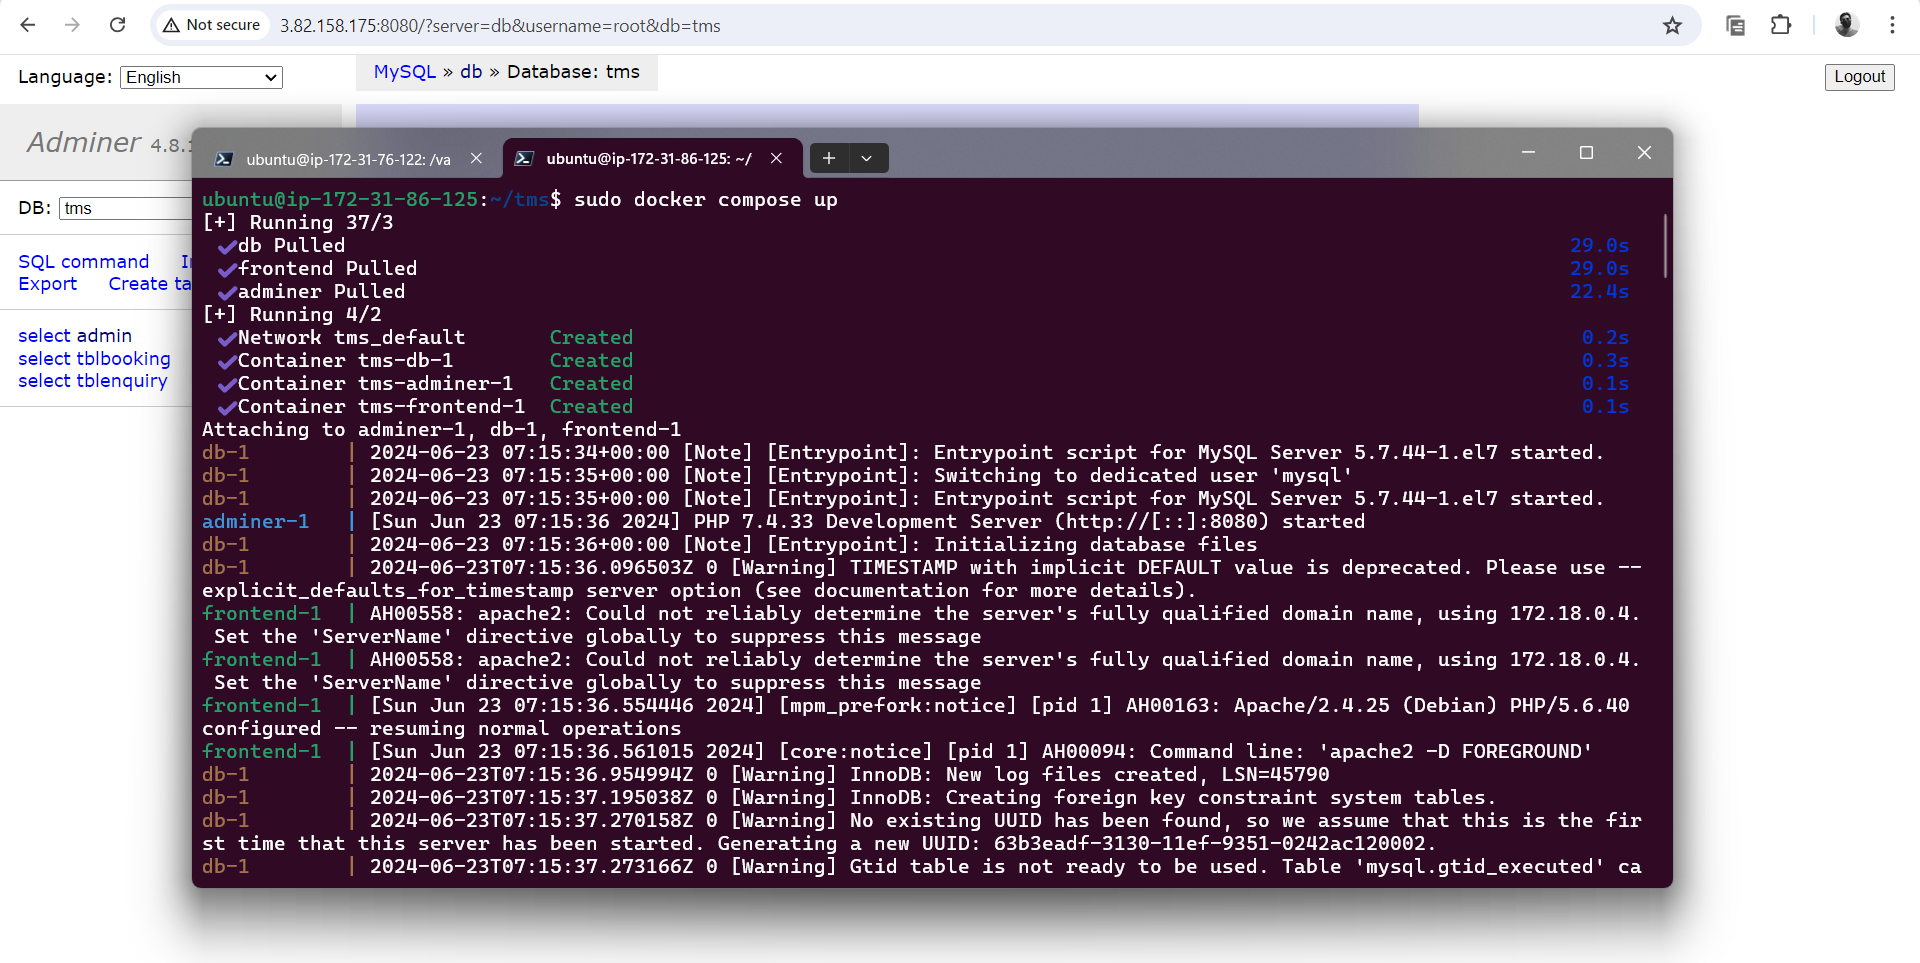 Not secure 3.82.158.175:8080/?server=db&username=root&db=tms
Language: English
MySQL » db » Database: tms
Logout
Adminer 4.8.
DB: tms
SQL command
Export Create ta
select admin
select tblbooking
select tblenquiry
ubuntu@ip-172-31-76-122: /va
ubuntu@ip-172-31-86-125: ~/
ubuntu@ip-172-31-86-125:~/tms$ sudo docker compose up
[+] Running 37/3
✔db Pulled 29.0s
✔frontend Pulled 29.0s
✔adminer Pulled 22.4s
[+] Running 4/2
✔Network tms_default Created 0.2s
✔Container tms-db-1 Created 0.3s
✔Container tms-adminer-1 Created 0.1s
✔Container tms-frontend-1 Created 0.1s
Attaching to adminer-1, db-1, frontend-1
db-1 | 2024-06-23 07:15:34+00:00 [Note] [Entrypoint]: Entrypoint script for MySQL Server 5.7.44-1.el7 started.
db-1 | 2024-06-23 07:15:35+00:00 [Note] [Entrypoint]: Switching to dedicated user 'mysql'
db-1 | 2024-06-23 07:15:35+00:00 [Note] [Entrypoint]: Entrypoint script for MySQL Server 5.7.44-1.el7 started.
adminer-1 | [Sun Jun 23 07:15:36 2024] PHP 7.4.33 Development Server (http://[::]:8080) started
db-1 | 2024-06-23 07:15:36+00:00 [Note] [Entrypoint]: Initializing database files
db-1 | 2024-06-23T07:15:36.096503Z 0 [Warning] TIMESTAMP with implicit DEFAULT value is deprecated. Please use --
explicit_defaults_for_timestamp server option (see documentation for more details).
frontend-1 | AH00558: apache2: Could not reliably determine the server's fully qualified domain name, using 172.18.0.4.
Set the 'ServerName' directive globally to suppress this message
frontend-1 | AH00558: apache2: Could not reliably determine the server's fully qualified domain name, using 172.18.0.4.
Set the 'ServerName' directive globally to suppress this message
frontend-1 | [Sun Jun 23 07:15:36.554446 2024] [mpm_prefork:notice] [pid 1] AH00163: Apache/2.4.25 (Debian) PHP/5.6.40
configured -- resuming normal operations
frontend-1 | [Sun Jun 23 07:15:36.561015 2024] [core:notice] [pid 1] AH00094: Command line: 'apache2 -D FOREGROUND'
db-1 | 2024-06-23T07:15:36.954994Z 0 [Warning] InnoDB: New log files created, LSN=45790
db-1 | 2024-06-23T07:15:37.195038Z 0 [Warning] InnoDB: Creating foreign key constraint system tables.
db-1 | 2024-06-23T07:15:37.270158Z 0 [Warning] No existing UUID has been found, so we assume that this is the fir
st time that this server has been started. Generating a new UUID: 63b3eadf-3130-11ef-9351-0242ac120002.
db-1 | 2024-06-23T07:15:37.273166Z 0 [Warning] Gtid table is not ready to be used. Table 'mysql.gtid_executed' ca